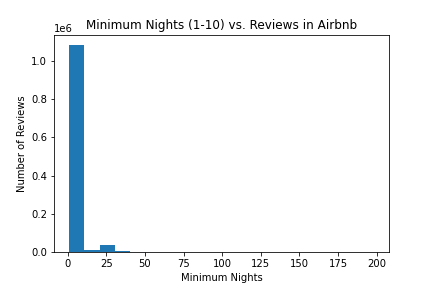 Minimum Nights (1-10) vs. Reviews in Airbnb
1e6
1.0
0.8
0.6
0.4
0.2
0.0
Number of Reviews
0 25 50 75 100 125 150 175 200
Minimum Nights